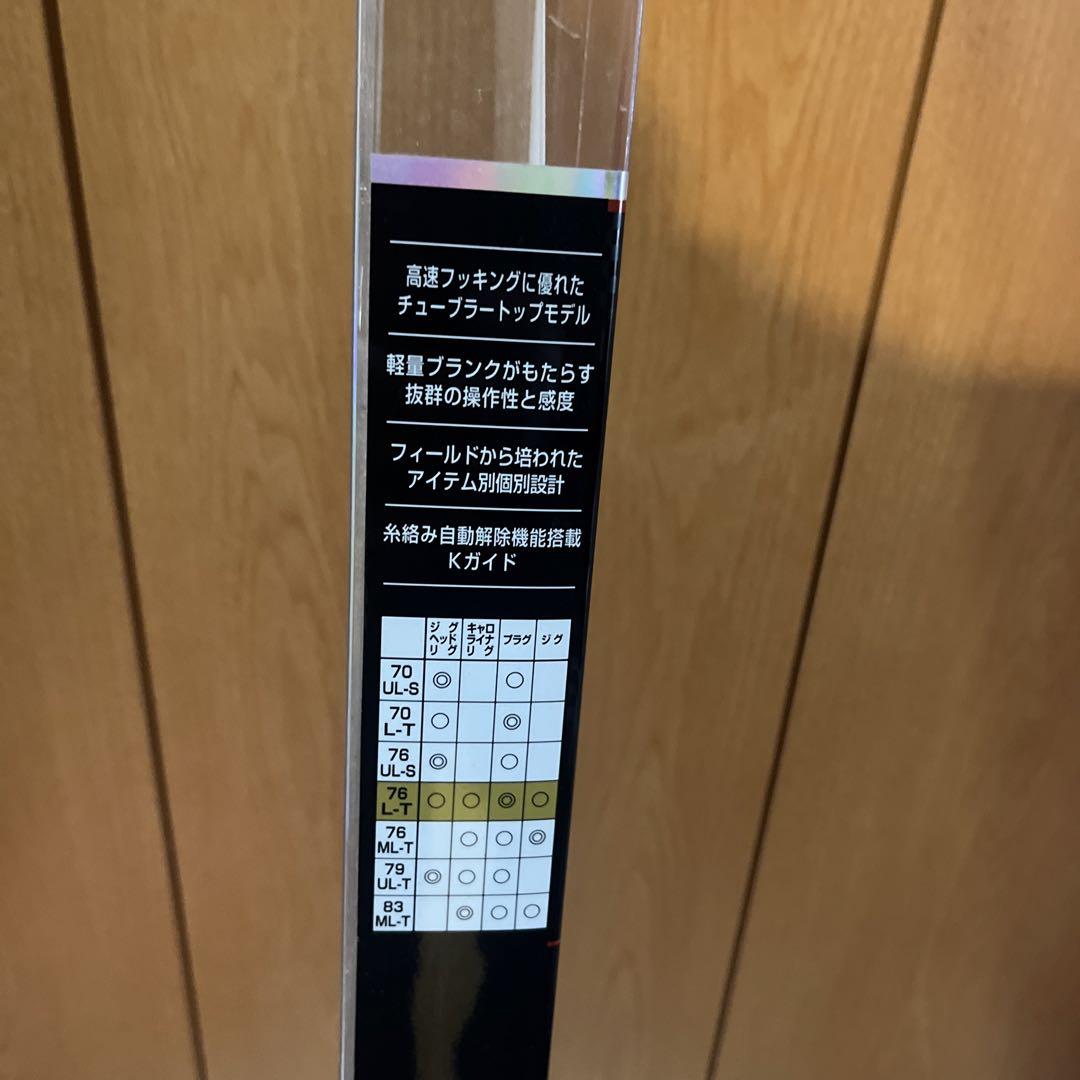 高速フッキングに優れた
チューブラートップモデル
軽量ブランクがもたらす
抜群の操作性と感度
フィールドから培われた
アイテム別個別設計
糸絡み自動解除機能搭載
Kガイド
ジグヘッドリグ キャロライナリグ プラグ ジグ
70 UL-S ◎ ○
70 L-T ○ ◎
76 UL-S ◎ ○
76 L-T ○ ○ ◎ ○
76 ML-T ○ ○ ◎
79 UL-T ◎ ○ ○
83 ML-T ◎ ○ ○